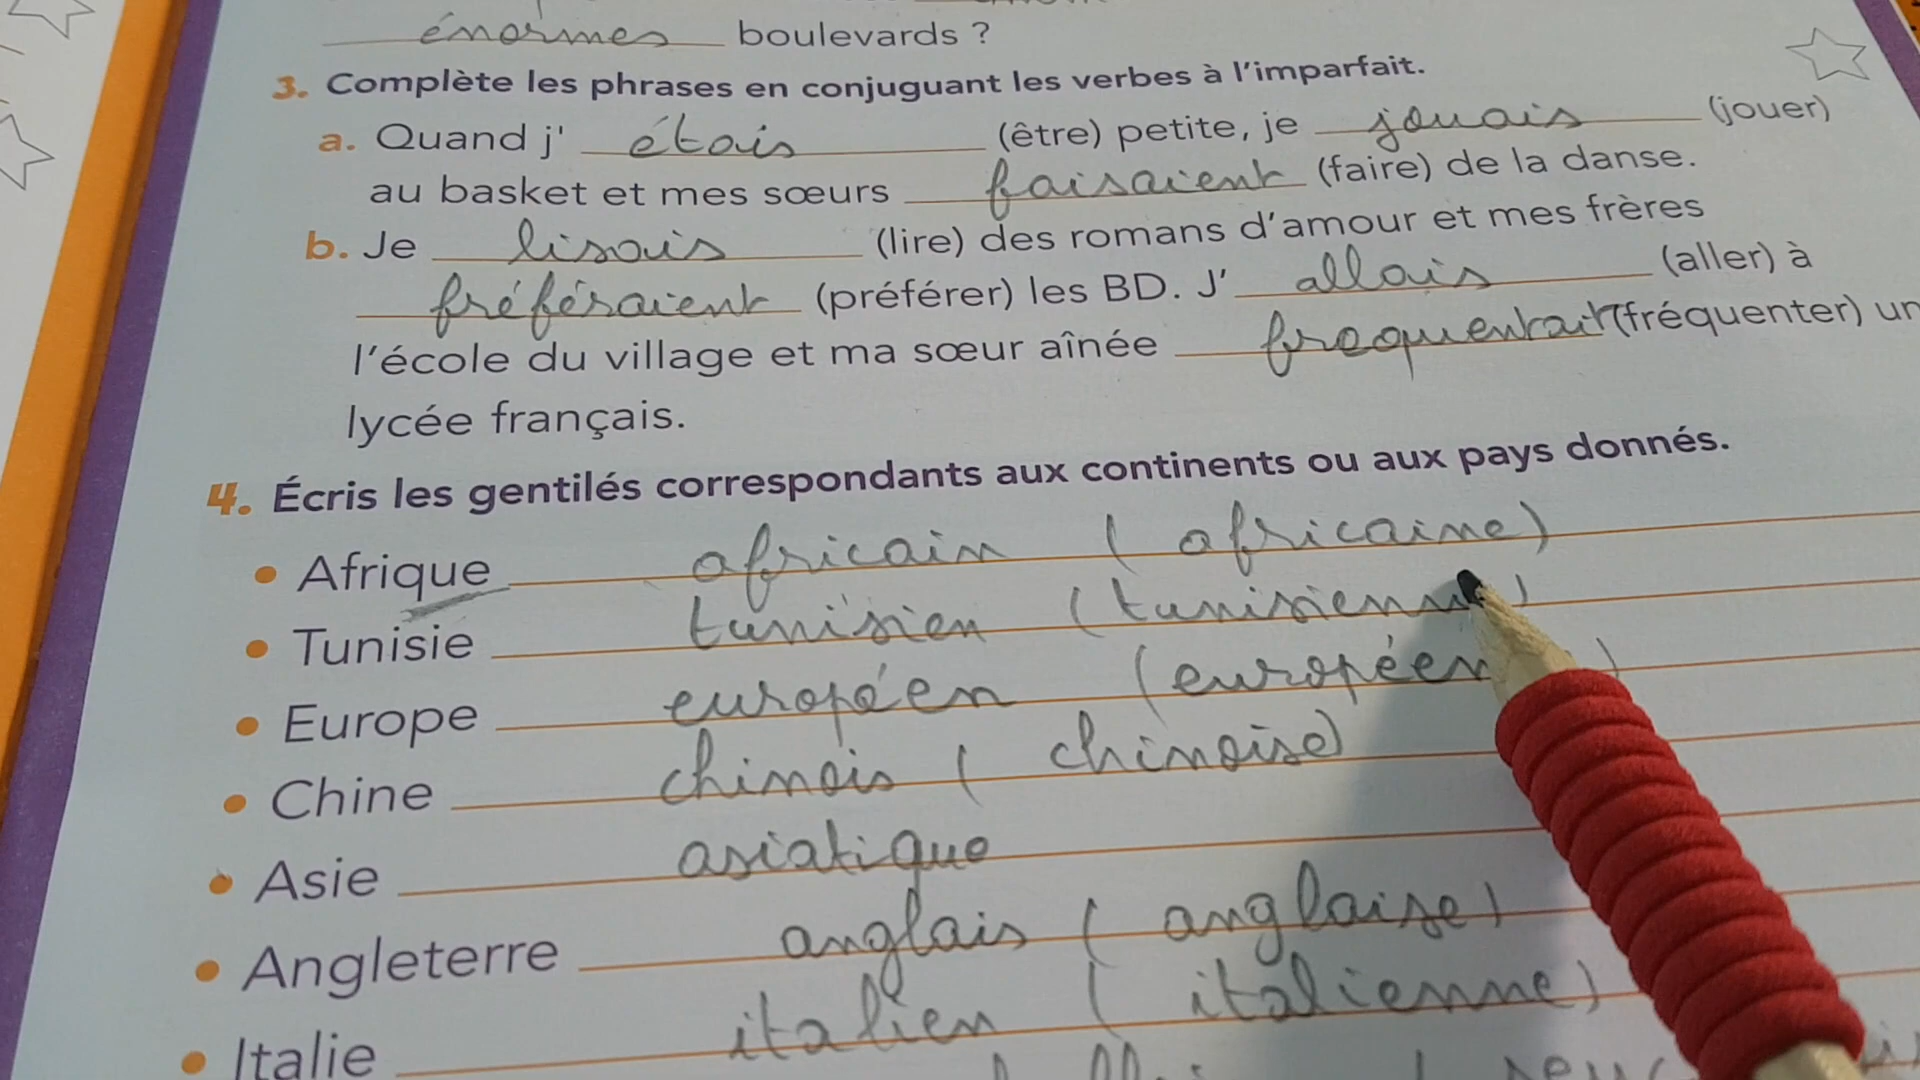 énormes boulevards ?
3. Complète les phrases en conjuguant les verbes à l'imparfait.
a. Quand j' étais (être) petite, je jouais (jouer)
au basket et mes sœurs faisaient (faire) de la danse.
b. Je lisais (lire) des romans d'amour et mes frères
préféraient (préférer) les BD. J' allais (aller) à
l'école du village et ma sœur aînée frequentait (fréquenter) un
lycée français.
4. Écris les gentilés correspondants aux continents ou aux pays donnés.
• Afrique africain ( africaine)
• Tunisie tunisien (tunisienne)
• Europe européen (européen )
• Chine chinois ( chinoise)
• Asie asiatique
• Angleterre anglais ( anglaise)
• Italie italien ( italienne)